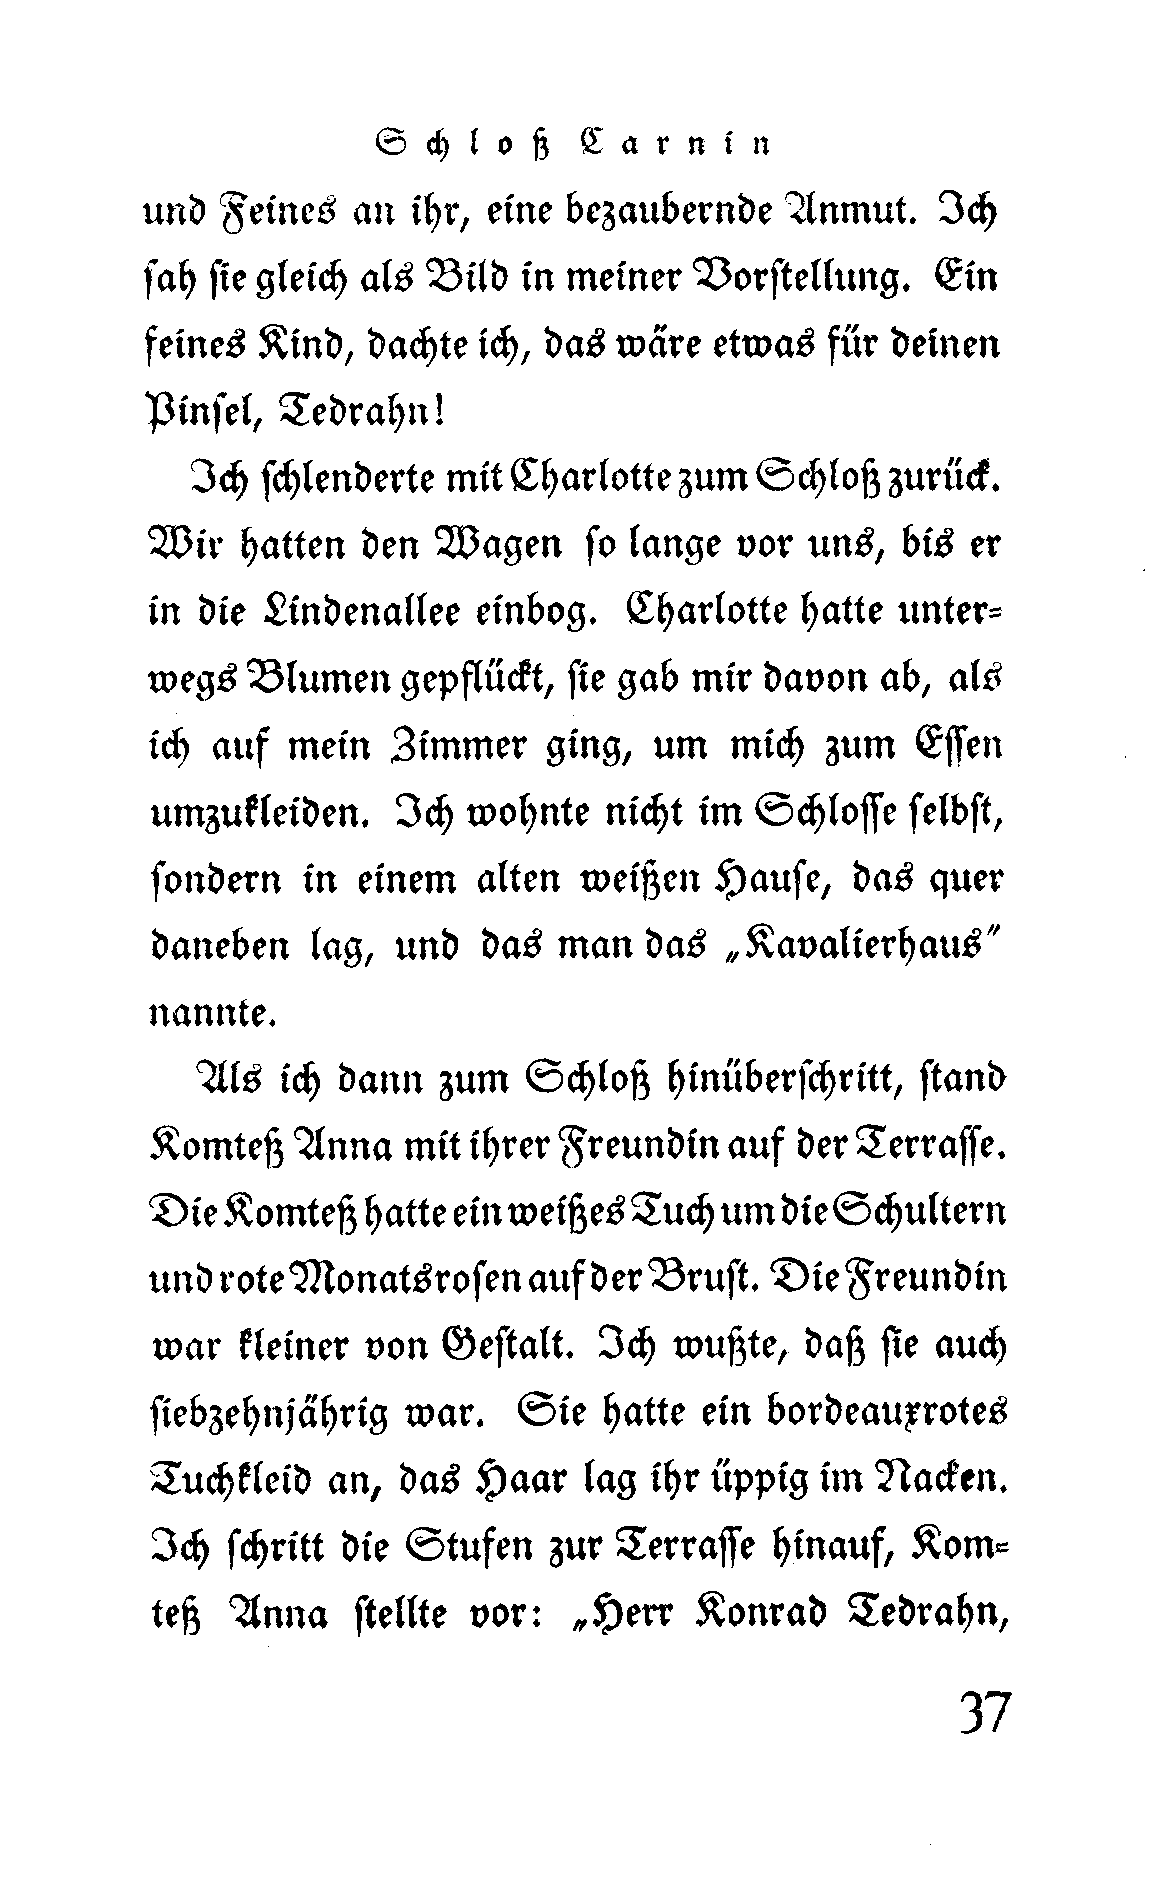 Schloß Carnin
und Feines an ihr, eine bezaubernde Anmut. Ich
sah sie gleich als Bild in meiner Vorstellung. Ein
feines Kind, dachte ich, das wäre etwas für deinen
Pinsel, Tedrahn!
Ich schlenderte mit Charlotte zum Schloß zurück.
Wir hatten den Wagen so lange vor uns, bis er
in die Lindenallee einbog. Charlotte hatte unter-
wegs Blumen gepflückt, sie gab mir davon ab, als
ich auf mein Zimmer ging, um mich zum Essen
umzukleiden. Ich wohnte nicht im Schlosse selbst,
sondern in einem alten weißen Hause, das quer
daneben lag, und das man das „Kavalierhaus"
nannte.
Als ich dann zum Schloß hinüberschritt, stand
Komteß Anna mit ihrer Freundin auf der Terrasse.
Die Komteß hatte ein weißes Tuch um die Schultern
und rote Monatsrosen auf der Brust. Die Freundin
war kleiner von Gestalt. Ich wußte, daß sie auch
siebzehnjährig war. Sie hatte ein bordeauxrotes
Tuchkleid an, das Haar lag ihr üppig im Nacken.
Ich schritt die Stufen zur Terrasse hinauf, Kom-
teß Anna stellte vor: „Herr Konrad Tedrahn,
37